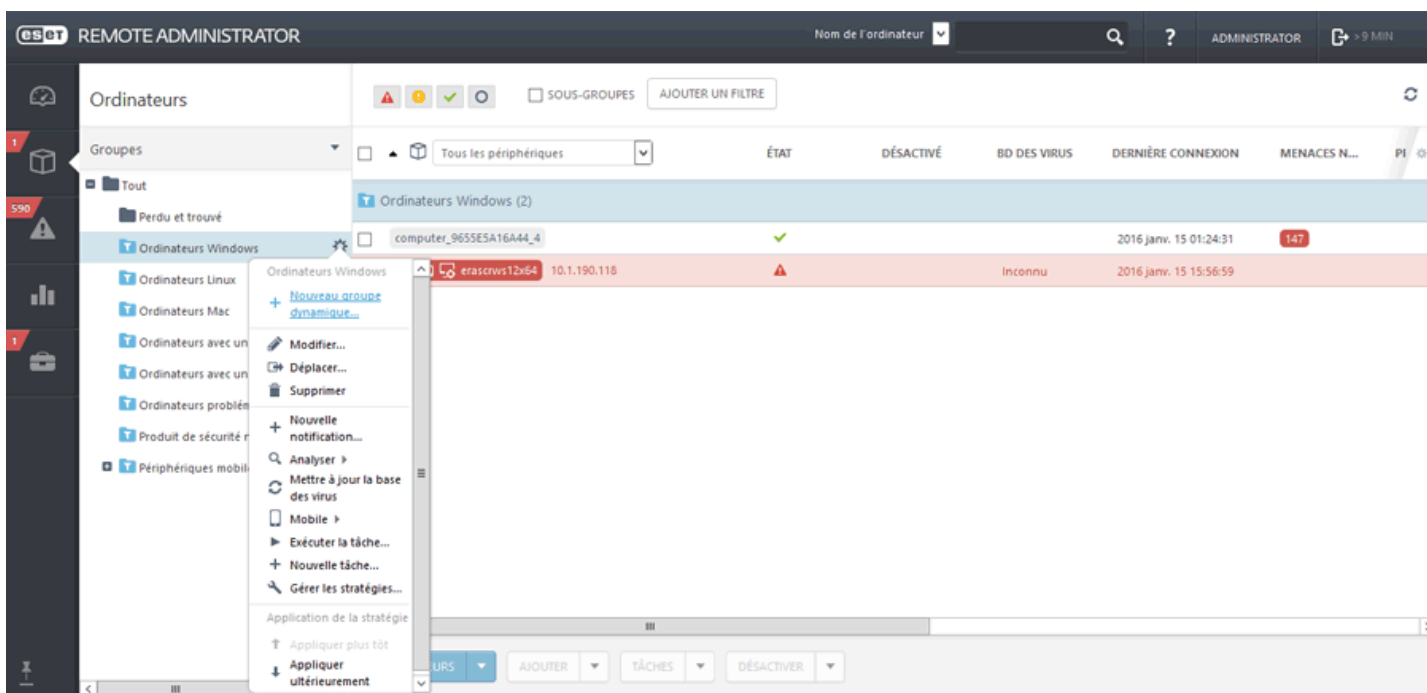 eset REMOTE ADMINISTRATOR
Nom de l'ordinateur
?
ADMINISTRATOR
>9 MIN
Ordinateurs
SOUS-GROUPES
AJOUTER UN FILTRE
1
590
1
Groupes
Tout
Perdu et trouvé
Ordinateurs Windows
Ordinateurs Linux
Ordinateurs Mac
Ordinateurs avec un
Ordinateurs avec un
Ordinateurs problém
Produit de sécurité
Périphériques mobil
Tous les périphériques
ÉTAT
DÉSACTIVÉ
BD DES VIRUS
DERNIÈRE CONNEXION
MENACES N...
Ordinateurs Windows (2)
computer_9655E5A16A44_4
2016 janv. 15 01:24:31
147
erascrws12x64
10.1.190.118
Inconnu
2016 janv. 15 15:56:59
Ordinateurs Windows
Nouveau groupe
dynamique...
Modifier...
Déplacer...
Supprimer
Nouvelle
notification...
Analyser
Mettre à jour la base
des virus
Mobile
Exécuter la tâche...
Nouvelle tâche...
Gérer les stratégies...
Application de la stratégie
Appliquer plus tôt
Appliquer
ultérieurement
URS
AJOUTER
TÂCHES
DÉSACTIVER